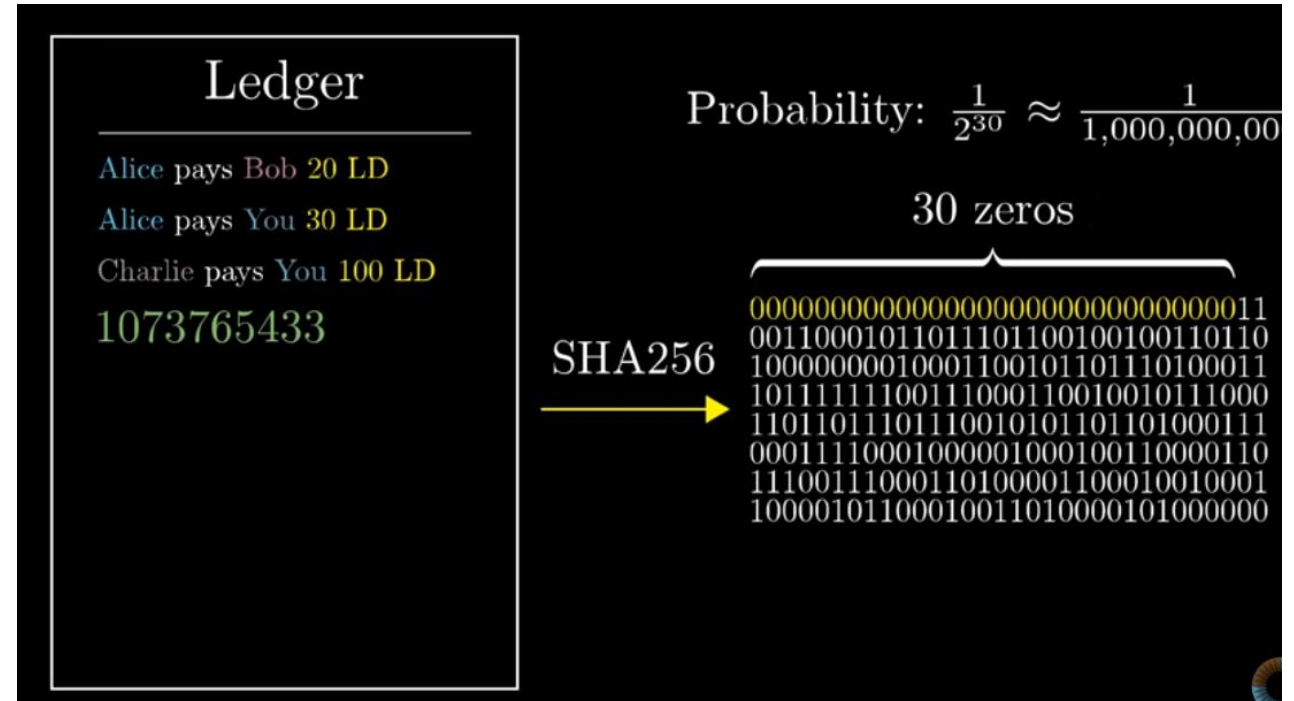 Ledger
Alice pays Bob 20 LD
Alice pays You 30 LD
Charlie pays You 100 LD
1073765433
SHA256
Probability: 1/2^30 ≈ 1/1,000,000,00
30 zeros
00000000000000000000000000000011
00110001011011101100100100110110
10000000010001100101101110100011
10111111100111000110010010111000
11011011101110010101101101000111
00011110001000001000100110000110
11100111000110100001100010010001
10000101100010011010000101000000